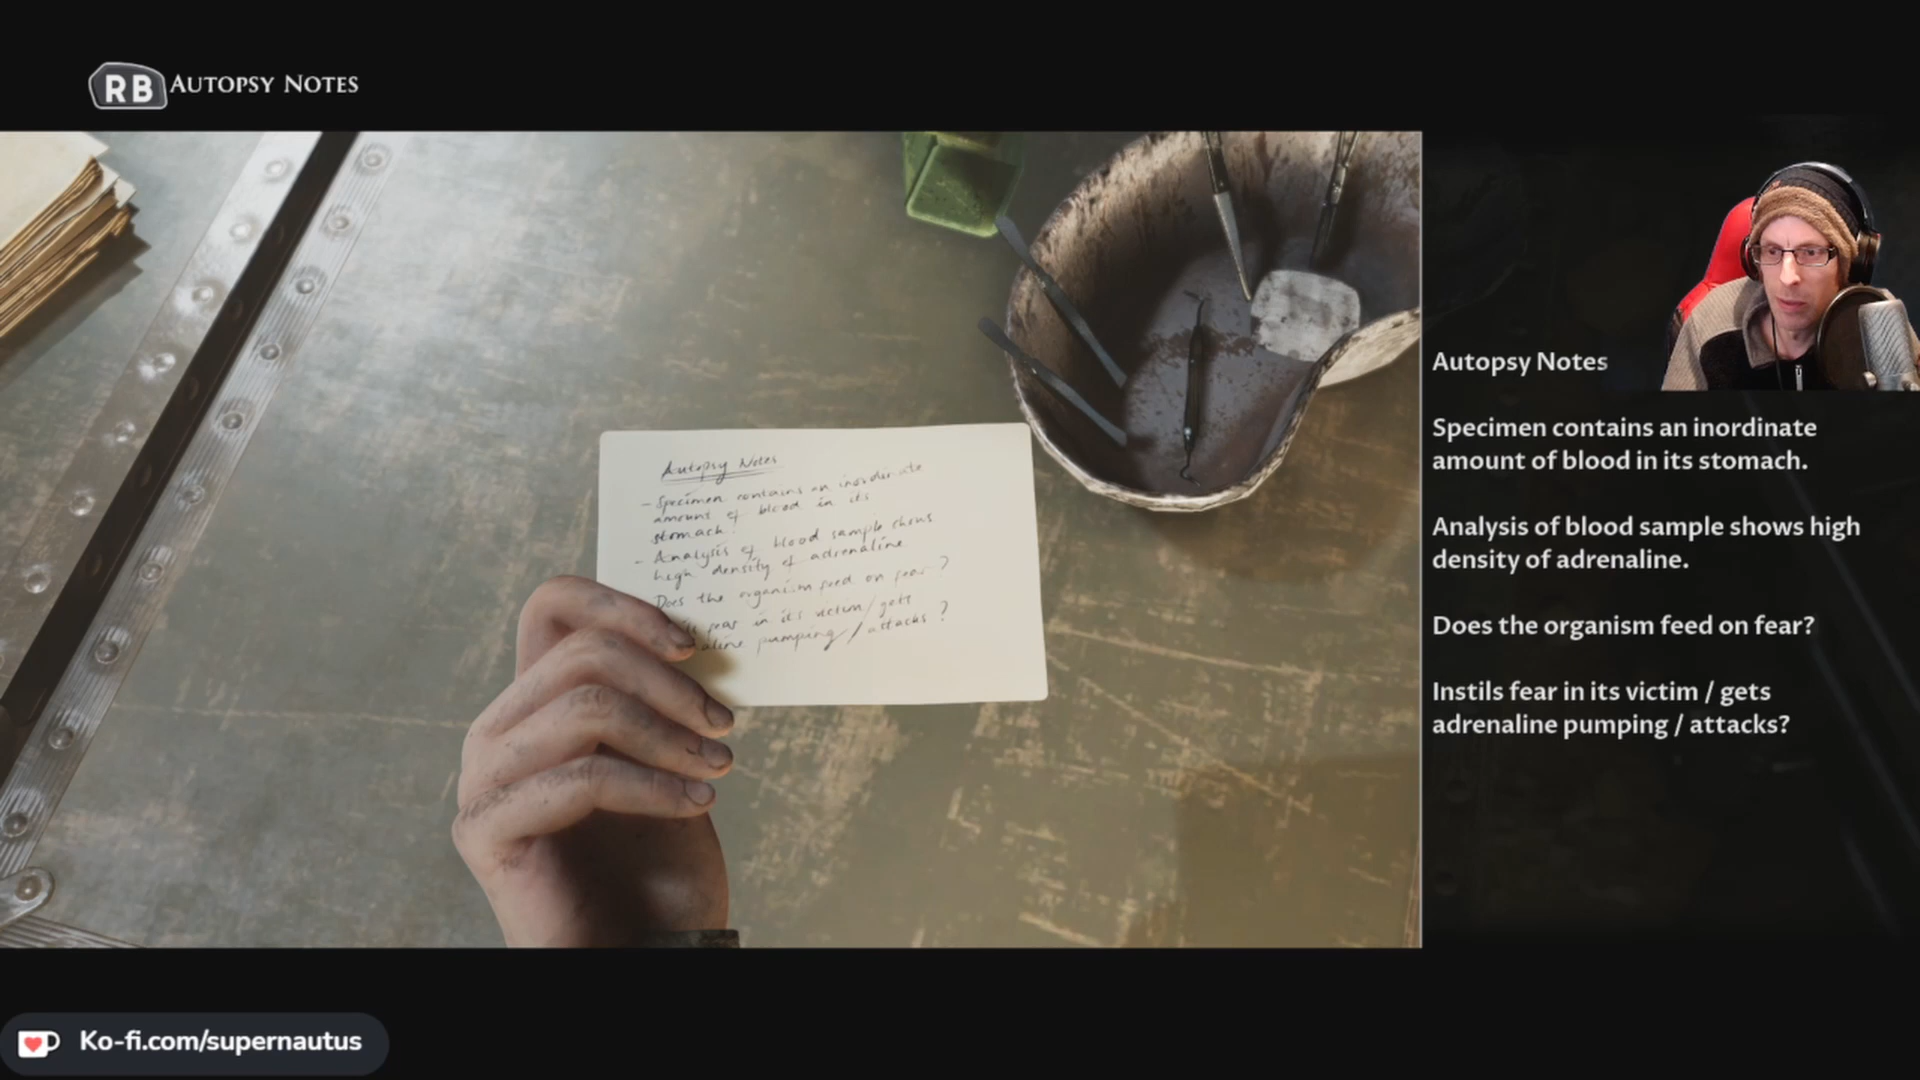 RB AUTOPSY NOTES
Autopsy Notes
- Specimen contains an inordinate
amount of blood in its
stomach.
- Analysis of blood sample shows
high density of adrenaline
Does the organism feed on fear?
fear in its victim/gets
pumping/attacks?
Autopsy Notes
Specimen contains an inordinate
amount of blood in its stomach.
Analysis of blood sample shows high
density of adrenaline.
Does the organism feed on fear?
Instils fear in its victim / gets
adrenaline pumping / attacks?
Ko-fi.com/supernautus